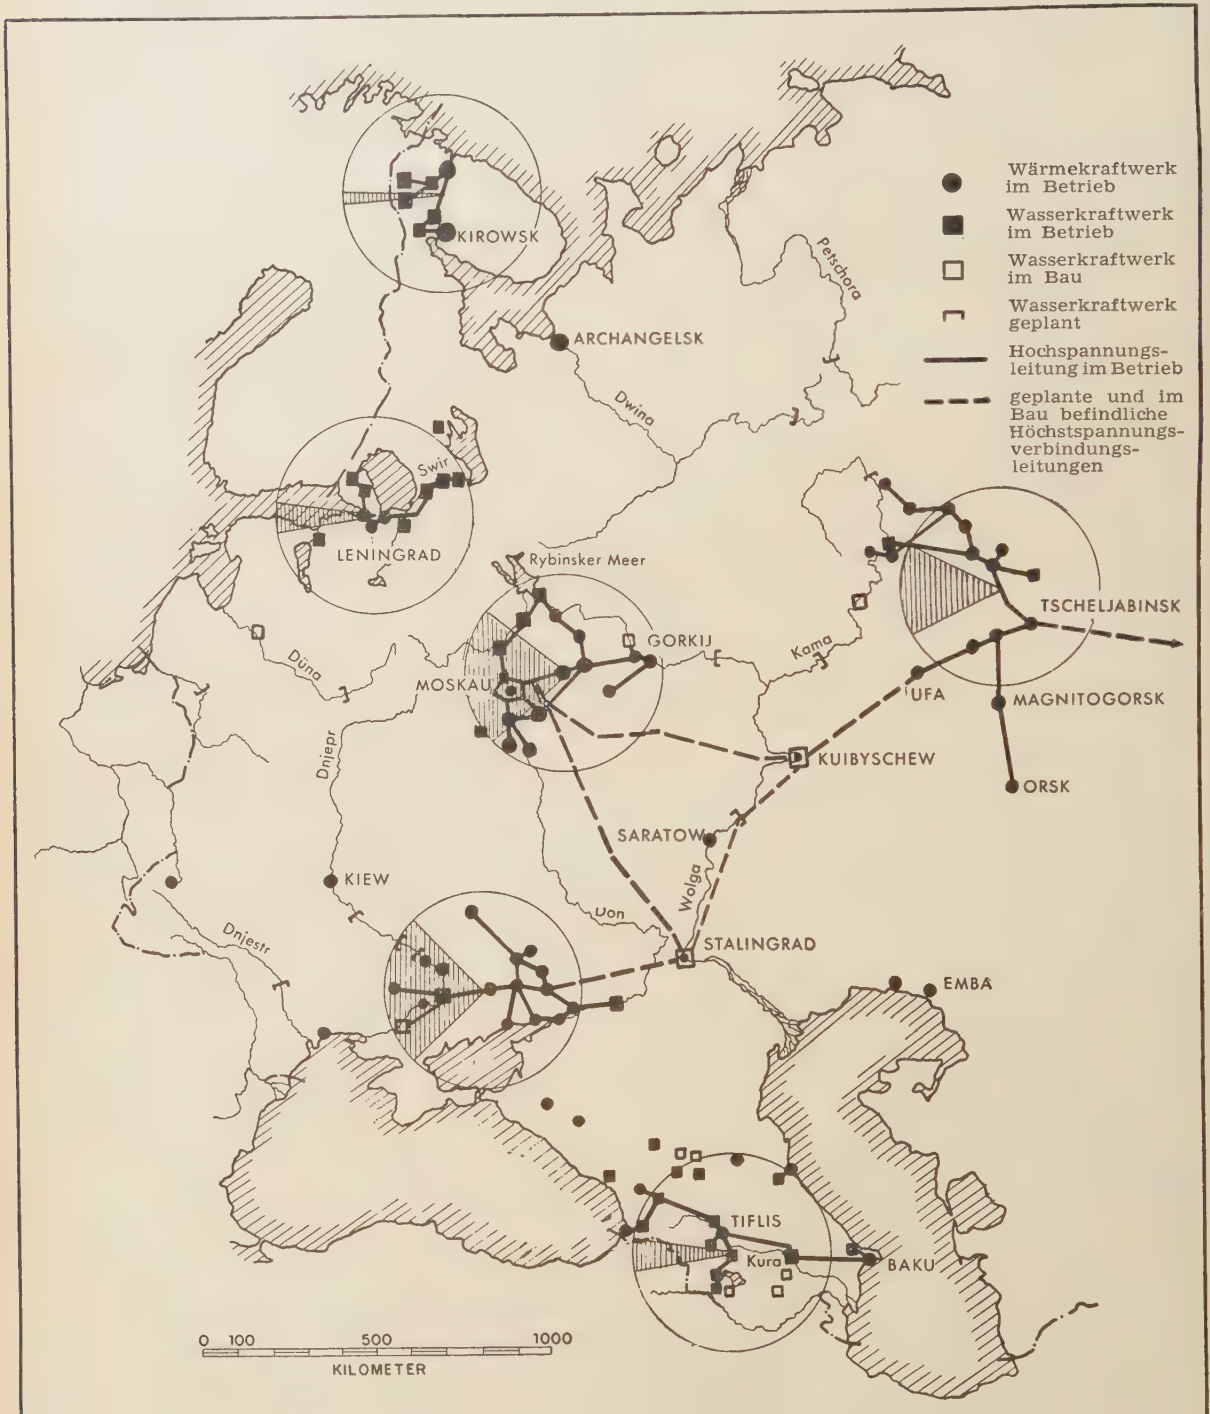 Wärmekraftwerk
im Betrieb
Wasserkraftwerk
im Betrieb
Wasserkraftwerk
im Bau
Wasserkraftwerk
geplant
Hochspannungs-
leitung im Betrieb
geplante und im
Bau befindliche
Höchstspannungs-
verbindungs-
leitungen
KIROWSK
Petschora
ARCHANGELSK
Dwina
Swir
LENINGRAD
Rybinsker Meer
TSCHELJABINSK
GORKIJ
Kama
Düna
MOSKAU
UFA
MAGNITOGORSK
Dnjepr
KUIBYSCHEW
ORSK
SARATOW
KIEW
Wolga
Don
Dnjestr
STALINGRAD
EMBA
TIFLIS
Kura
BAKU
0 100 500 1000
KILOMETER